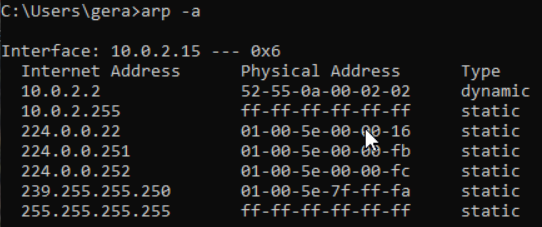 C:\Users\gera>arp -a
Interface: 10.0.2.15 --- 0x6
Internet Address Physical Address Type
10.0.2.2 52-55-0a-00-02-02 dynamic
10.0.2.255 ff-ff-ff-ff-ff-ff static
224.0.0.22 01-00-5e-00-00-16 static
224.0.0.251 01-00-5e-00-00-fb static
224.0.0.252 01-00-5e-00-00-fc static
239.255.255.250 01-00-5e-7f-ff-fa static
255.255.255.255 ff-ff-ff-ff-ff-ff static